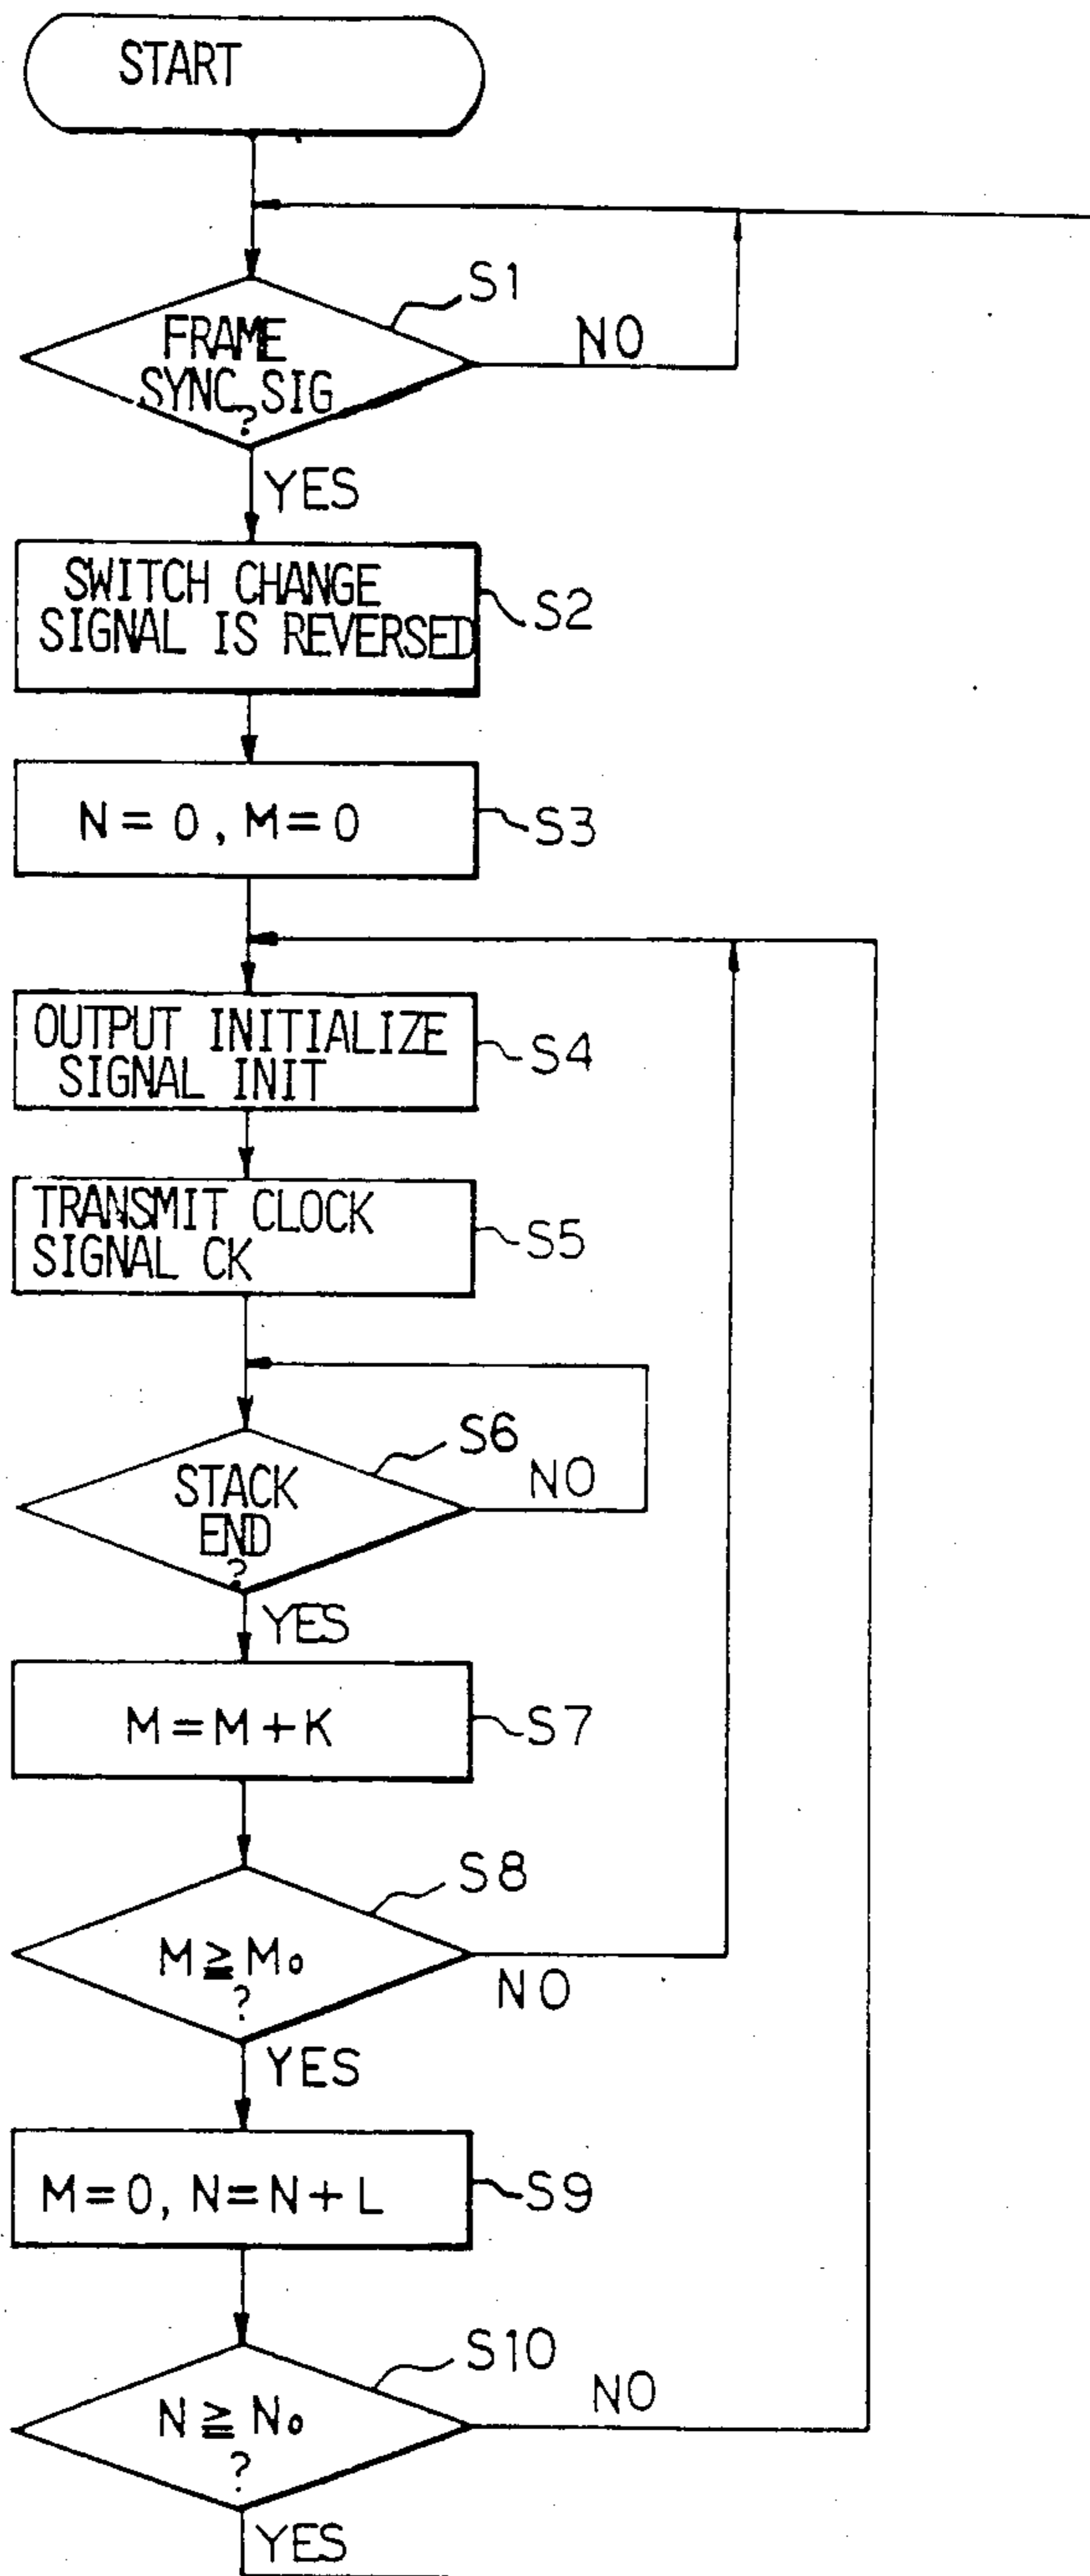 START
S1
FRAME
SYNC SIG
?
NO
YES
SWITCH CHANGE
SIGNAL IS REVERSED
S2
N = 0 , M = 0
S3
OUTPUT INITIALIZE
SIGNAL INIT
S4
TRANSMIT CLOCK
SIGNAL CK
S5
S6
STACK
END
?
NO
YES
M = M + K
S7
S8
M ≧ M₀
?
NO
YES
M = 0, N = N + L
S9
S10
N ≧ N₀
?
NO
YES